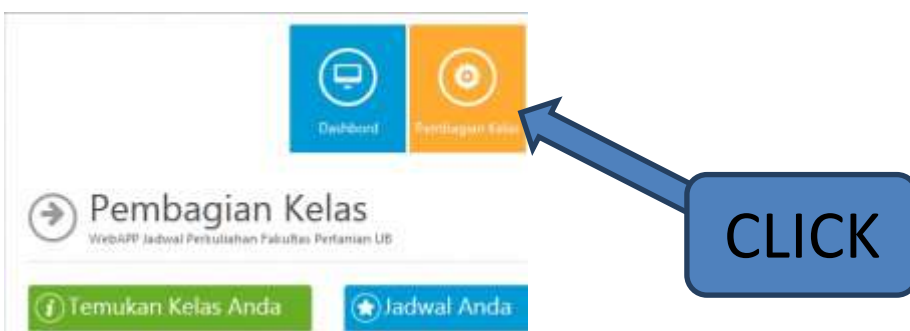 Dashbord
Pembagian Kelas
Pembagian Kelas
WebAPP Jadwal Perkuliahan Fakultas Pertanian UB
CLICK
Temukan Kelas Anda
Jadwal Anda